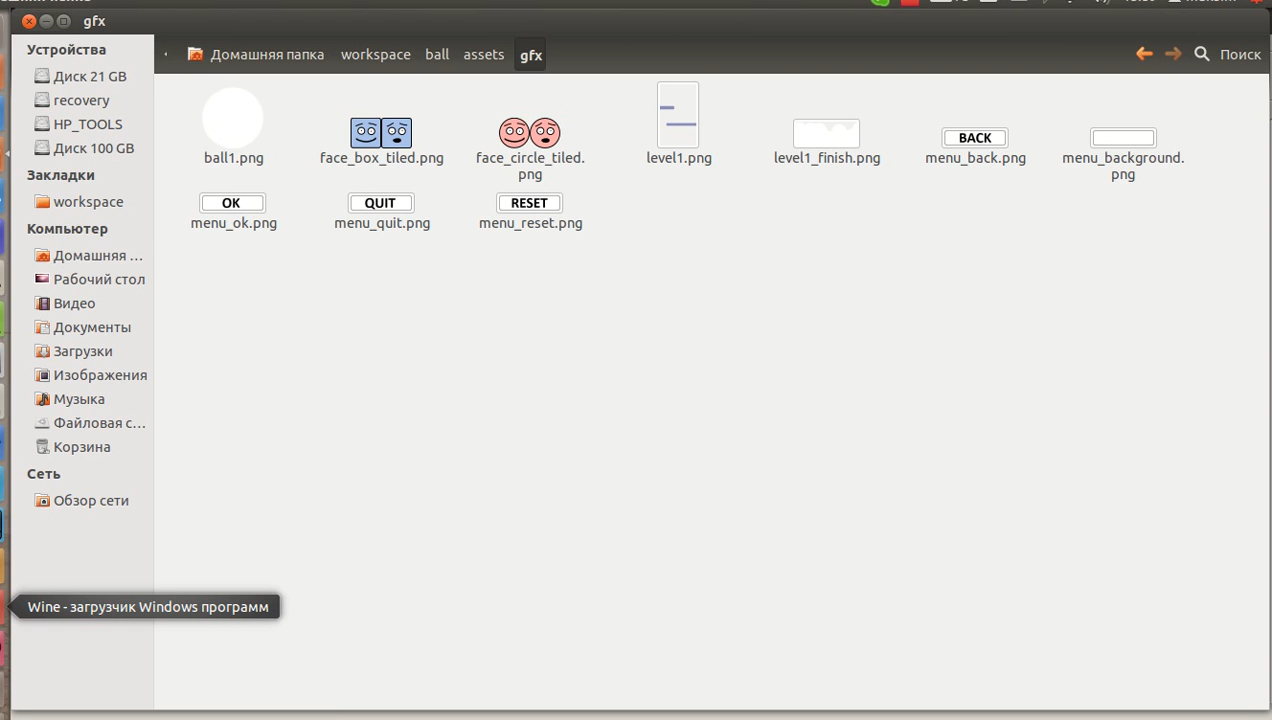 gfx
Устройства
Диск 21 GB
recovery
HP_TOOLS
Диск 100 GB
Закладки
workspace
Компьютер
Домашняя ...
Рабочий стол
Видео
Документы
Загрузки
Изображения
Музыка
Файловая с...
Корзина
Сеть
Обзор сети
Домашняя папка workspace ball assets gfx Поиск
ball1.png face_box_tiled.png face_circle_tiled.
png level1.png level1_finish.png BACK
menu_back.png menu_background.
png
OK
menu_ok.png QUIT
menu_quit.png RESET
menu_reset.png
Wine - загрузчик Windows программ